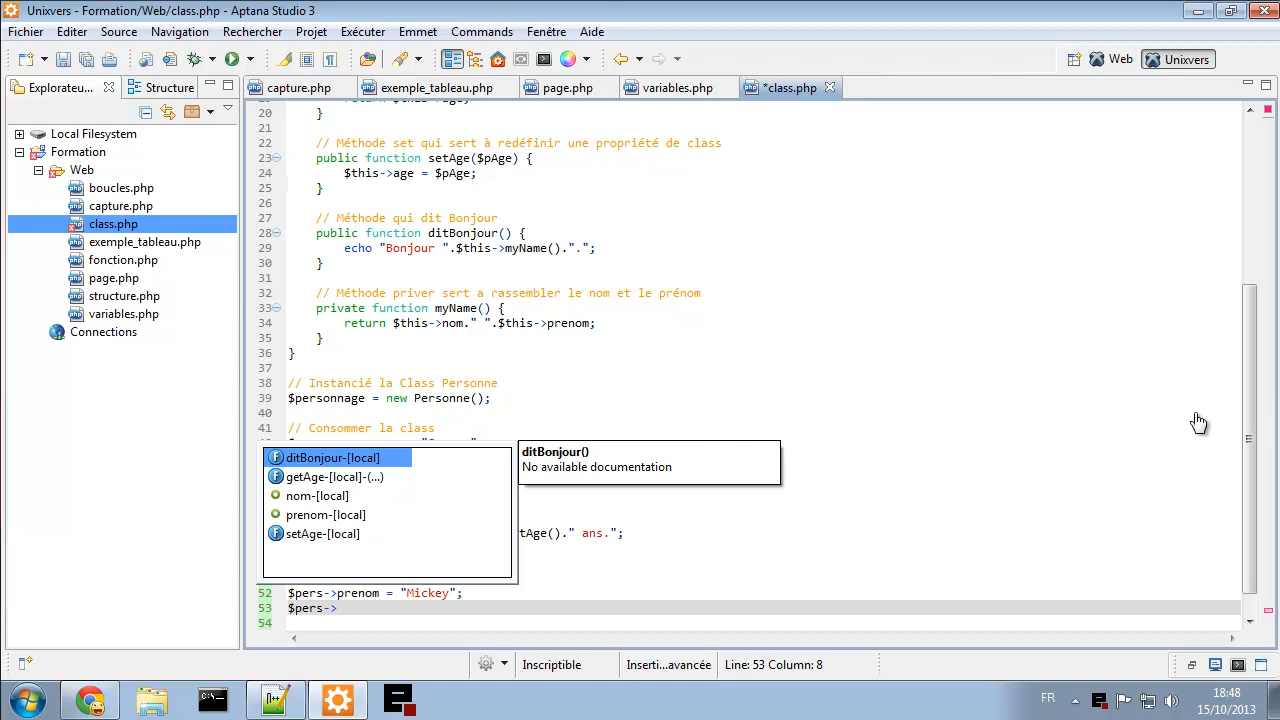 Unixvers - Formation/Web/class.php - Aptana Studio 3
Fichier Editer Source Navigation Rechercher Projet Exécuter Emmet Commands Fenêtre Aide
Web Unixvers
Explorateu... Structure capture.php exemple_tableau.php page.php variables.php *class.php
Local Filesystem
Formation
Web
boucles.php
capture.php
class.php
exemple_tableau.php
fonction.php
page.php
structure.php
variables.php
Connections
20 }
21
22 // Méthode set qui sert à redéfinir une propriété de class
23 public function setAge($pAge) {
24 $this->age = $pAge;
25 }
26
27 // Méthode qui dit Bonjour
28 public function ditBonjour() {
29 echo "Bonjour ".$this->myName().".";
30 }
31
32 // Méthode priver sert a rassembler le nom et le prénom
33 private function myName() {
34 return $this->nom." ".$this->prenom;
35 }
36 }
37
38 // Instancié la Class Personne
39 $personnage = new Personne();
40
41 // Consommer la class
ditBonjour-[local]
getAge-[local]-(...)
nom-[local]
prenom-[local]
setAge-[local]
ditBonjour()
No available documentation
tAge()." ans.";
52 $pers->prenom = "Mickey";
53 $pers->
54
Inscriptible Inserti...avancée Line: 53 Column: 8
FR 18:48
15/10/2013